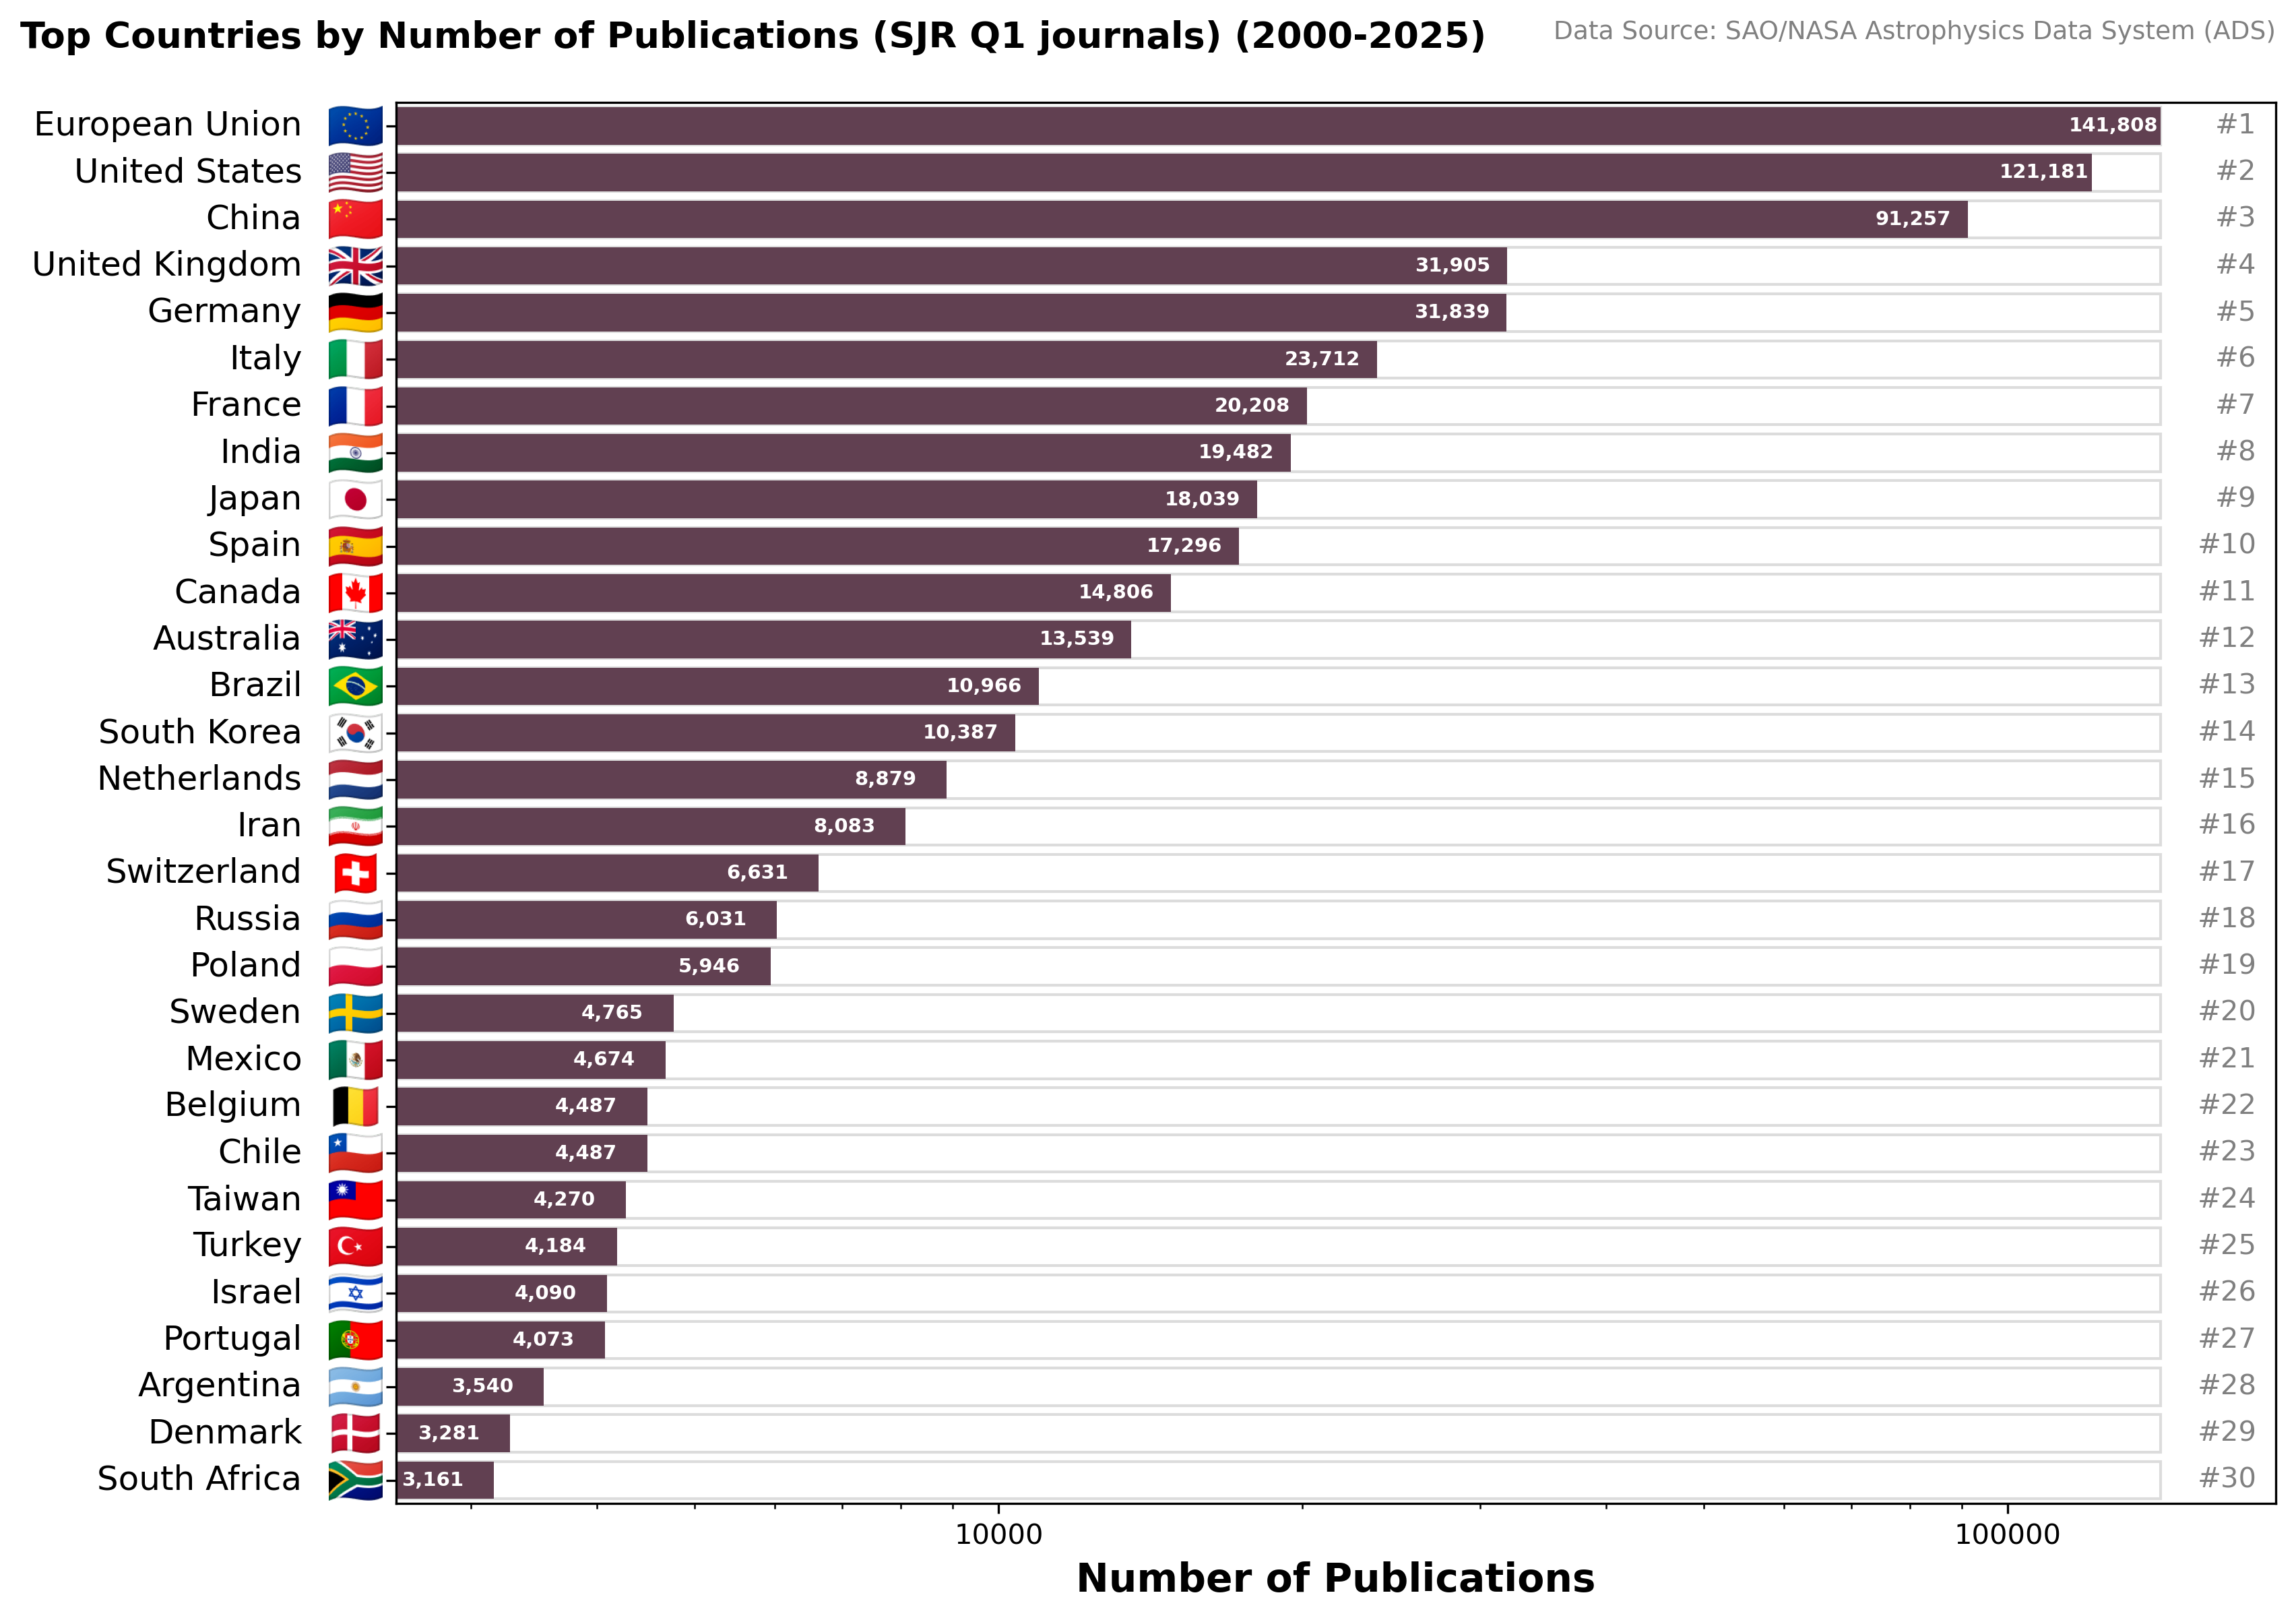 Top Countries by Number of Publications (SJR Q1 journals) (2000-2025) Data Source: SAO/NASA Astrophysics Data System (ADS)
European Union 141,808 #1
United States 121,181 #2
China 91,257 #3
United Kingdom 31,905 #4
Germany 31,839 #5
Italy 23,712 #6
France 20,208 #7
India 19,482 #8
Japan 18,039 #9
Spain 17,296 #10
Canada 14,806 #11
Australia 13,539 #12
Brazil 10,966 #13
South Korea 10,387 #14
Netherlands 8,879 #15
Iran 8,083 #16
Switzerland 6,631 #17
Russia 6,031 #18
Poland 5,946 #19
Sweden 4,765 #20
Mexico 4,674 #21
Belgium 4,487 #22
Chile 4,487 #23
Taiwan 4,270 #24
Turkey 4,184 #25
Israel 4,090 #26
Portugal 4,073 #27
Argentina 3,540 #28
Denmark 3,281 #29
South Africa 3,161 #30
10000 100000
Number of Publications